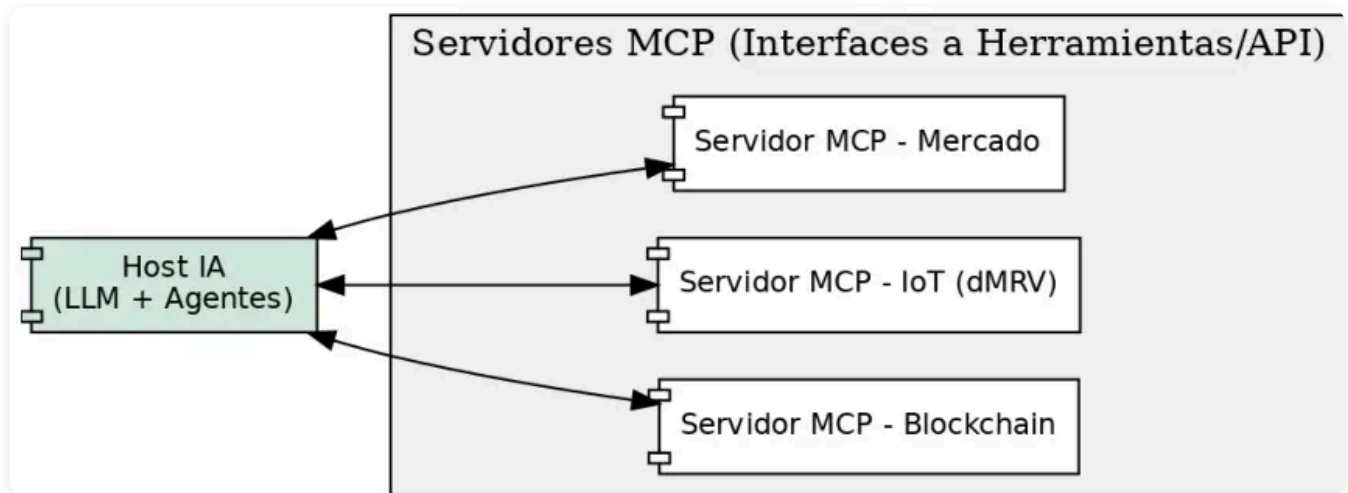 Servidores MCP (Interfaces a Herramientas/API)
Servidor MCP - Mercado
Host IA
(LLM + Agentes)
Servidor MCP - IoT (dMRV)
Servidor MCP - Blockchain